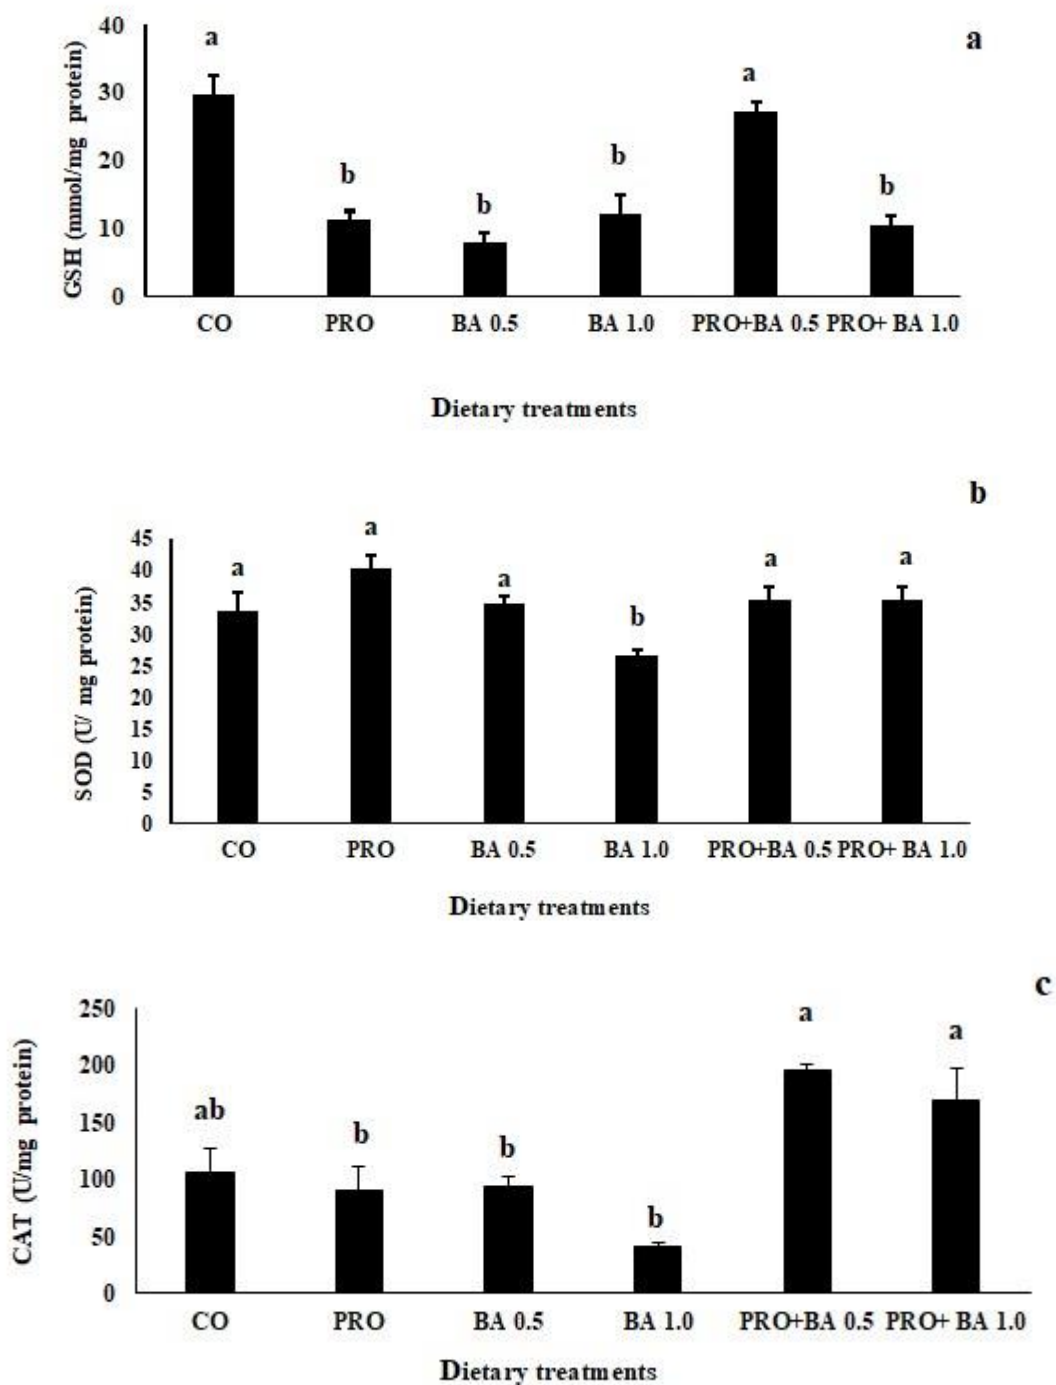 a
GSH (mmol/mg protein)
40
30
20
10
0
a
b
b
b
a
b
CO PRO BA 0.5 BA 1.0 PRO+BA 0.5 PRO+ BA 1.0
Dietary treatments
b
SOD (U/ mg protein)
45
40
35
30
25
20
15
10
5
0
a
a
a
b
a
a
CO PRO BA 0.5 BA 1.0 PRO+BA 0.5 PRO+ BA 1.0
Dietary treatments
c
CAT (U/mg protein)
250
200
150
100
50
0
ab
b
b
b
a
a
CO PRO BA 0.5 BA 1.0 PRO+BA 0.5 PRO+ BA 1.0
Dietary treatments